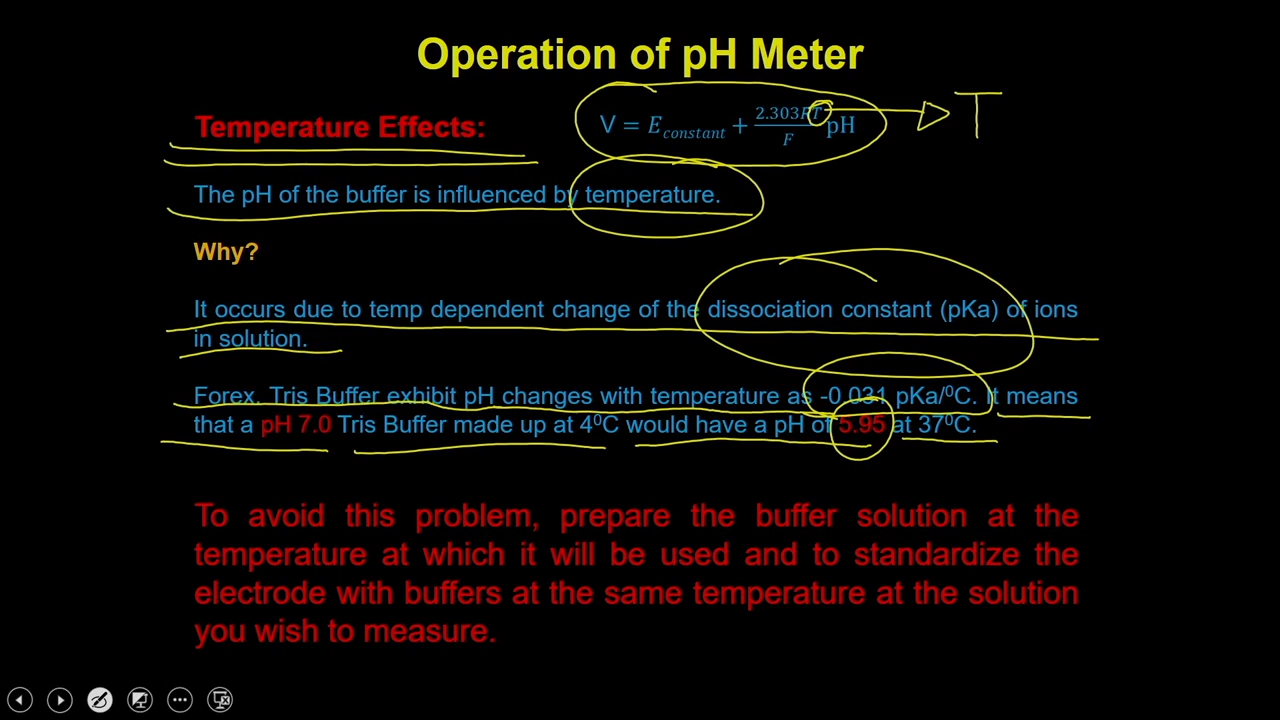 Operation of pH Meter
Temperature Effects:
V = E_constant + 2.303RT/F pH
T
The pH of the buffer is influenced by temperature.
Why?
It occurs due to temp dependent change of the dissociation constant (pKa) of ions
in solution.
Forex. Tris Buffer exhibit pH changes with temperature as -0.031 pKa/⁰C. It means
that a pH 7.0 Tris Buffer made up at 4⁰C would have a pH of 5.95 at 37⁰C.
To avoid this problem, prepare the buffer solution at the
temperature at which it will be used and to standardize the
electrode with buffers at the same temperature at the solution
you wish to measure.